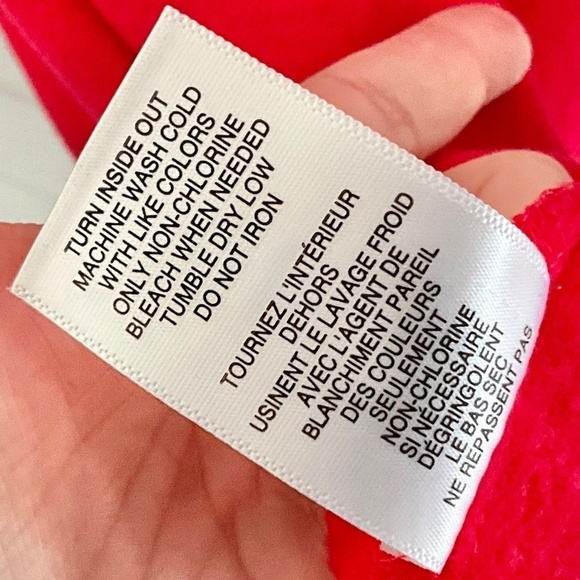 TURN INSIDE OUT
MACHINE WASH COLD
WITH LIKE COLORS
ONLY NON-CHLORINE
BLEACH WHEN NEEDED
TUMBLE DRY LOW
DO NOT IRON
TOURNEZ L'INTÉRIEUR
DEHORS
USINENT LE LAVAGE FROID
AVEC L'AGENT DE
BLANCHIMENT PAREIL
DES COULEURS
SEULEMENT
NON-CHLORINE
SI NÉCESSAIRE
DÉGRINGOLENT
LE BAS SEC
NE REPASSENT PAS